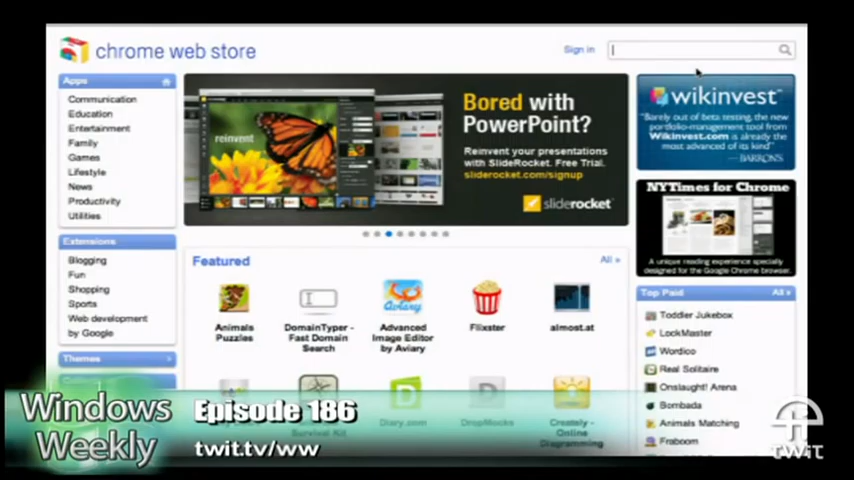 chrome web store
Sign in
Apps
Communication
Education
Entertainment
Family
Games
Lifestyle
News
Productivity
Utilities
Extensions
Blogging
Fun
Shopping
Sports
Web development
by Google
Themes
reinvent
Bored with
PowerPoint?
Reinvent your presentations
with SlideRocket. Free Trial.
sliderocket.com/signup
sliderocket
wikinvest™
"Barely out of beta testing, the new
portfolio-management tool from
Wikinvest.com is already the
most advanced of its kind"
— BARRONS
NYTimes for Chrome
A unique reading experience specially
designed for the Google Chrome browser.
Featured
All »
Animals
Puzzles
DomainTyper -
Fast Domain
Search
Aviary
Advanced
Image Editor
by Aviary
Flixster
almost.at
Survival Kit
Diary.com
DropMocks
Creately -
Online
Diagramming
Top Paid
All »
Toddler Jukebox
LockMaster
Wordico
Real Solitaire
Onslaught! Arena
Bombada
Animals Matching
Fraboom
Windows
Weekly
Episode 186
twit.tv/ww
twit